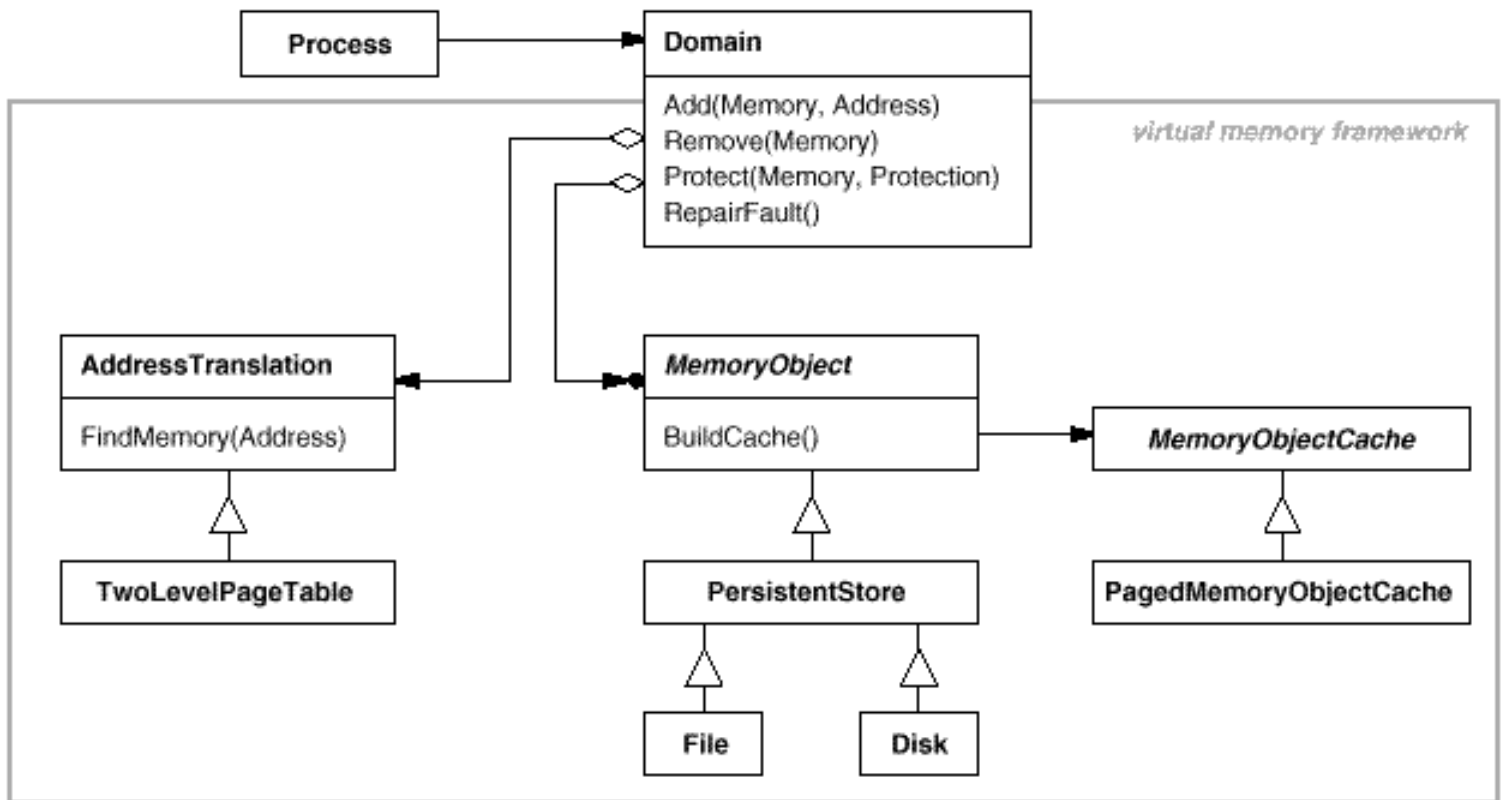 Process
Domain
Add(Memory, Address)
Remove(Memory)
Protect(Memory, Protection)
RepairFault()
virtual memory framework
AddressTranslation
FindMemory(Address)
MemoryObject
BuildCache()
MemoryObjectCache
TwoLevelPageTable
PersistentStore
PagedMemoryObjectCache
File
Disk